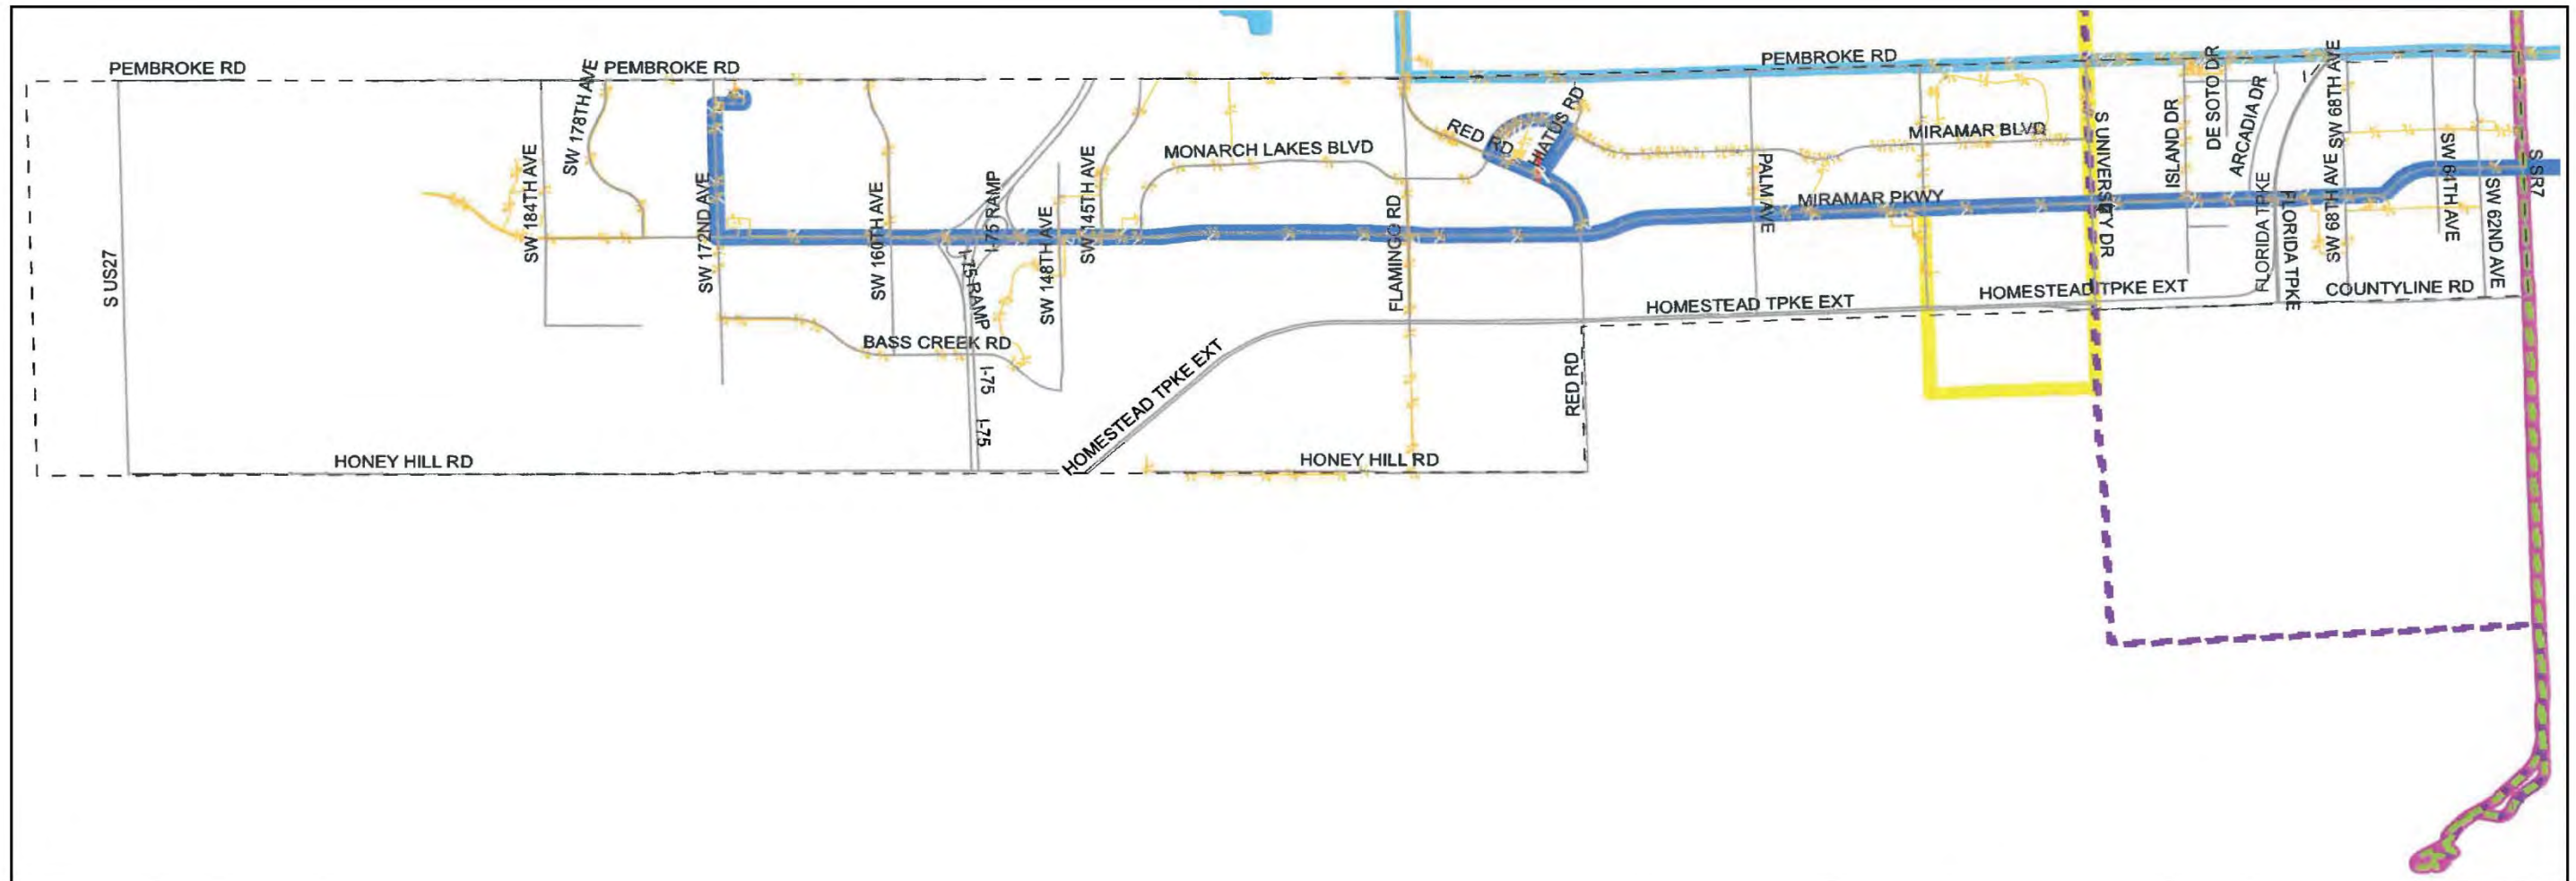 PEMBROKE RD
PEMBROKE RD
PEMBROKE RD
SW 178TH AVE
SW 184TH AVE
S US27
SW 172ND AVE
SW 160TH AVE
I-75 RAMP
I-75 RAMP
SW 148TH AVE
SW 145TH AVE
MONARCH LAKES BLVD
FLAMINGO RD
RED RD
HIATUS RD
MIRAMAR BLVD
PALM AVE
MIRAMAR PKWY
S UNIVERSITY DR
ISLAND DR
DE SOTO DR
ARCADIA DR
FLORIDA TPKE
FLORIDA TPKE
SW 68TH AVE
SW 68TH AVE
SW 64TH AVE
SW 62ND AVE
S SR7
HOMESTEAD TPKE EXT
HOMESTEAD TPKE EXT
COUNTYLINE RD
BASS CREEK RD
I-75
I-75
HOMESTEAD TPKE EXT
RED RD
HONEY HILL RD
HONEY HILL RD